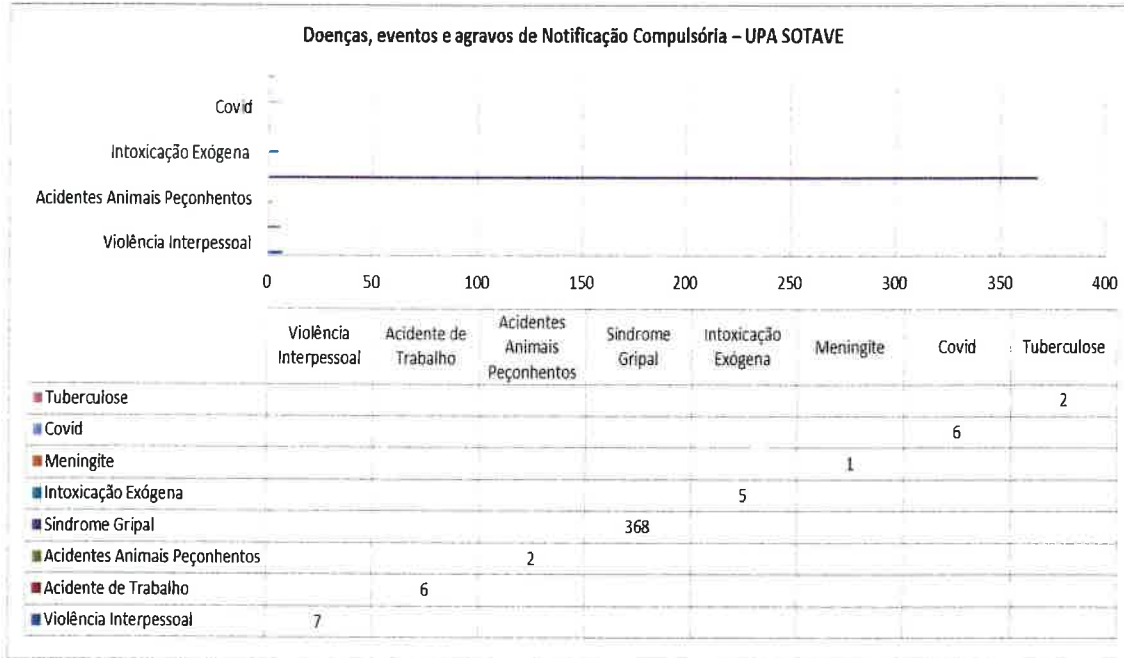 Doenças, eventos e agravos de Notificação Compulsória – UPA SOTAVE
Covid
Intoxicação Exógena
Acidentes Animais Peçonhentos
Violência Interpessoal
0 50 100 150 200 250 300 350 400
Violência Interpessoal
Acidente de Trabalho
Acidentes Animais Peçonhentos
Sindrome Gripal
Intoxicação Exógena
Meningite
Covid
Tuberculose
Tuberculose 2
Covid 6
Meningite 1
Intoxicação Exógena 5
Sindrome Gripal 368
Acidentes Animais Peçonhentos 2
Acidente de Trabalho 6
Violência Interpessoal 7